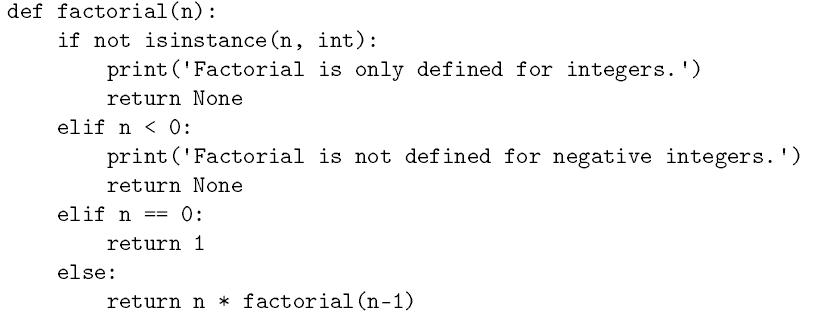 def factorial(n):
    if not isinstance(n, int):
        print('Factorial is only defined for integers.')
        return None
    elif n < 0:
        print('Factorial is not defined for negative integers.')
        return None
    elif n == 0:
        return 1
    else:
        return n * factorial(n-1)